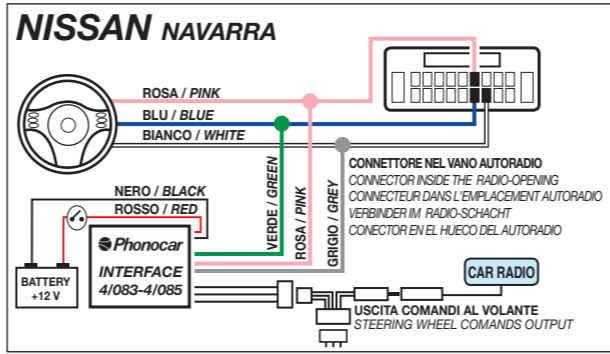 NISSAN NAVARRA
ROSA / PINK
BLU / BLUE
BIANCO / WHITE
NERO / BLACK
ROSSO / RED
VERDE / GREEN
ROSA / PINK
GRIGIO / GREY
CONNETTORE NEL VANO AUTORADIO
CONNECTOR INSIDE THE RADIO-OPENING
CONNECTEUR DANS L'EMPLACEMENT AUTORADIO
VERBINDER IM RADIO-SCHACHT
CONECTOR EN EL HUECO DEL AUTORADIO
Phonocar
INTERFACE
4/083-4/085
BATTERY
+12 V
CAR RADIO
USCITA COMANDI AL VOLANTE
STEERING WHEEL COMANDS OUTPUT